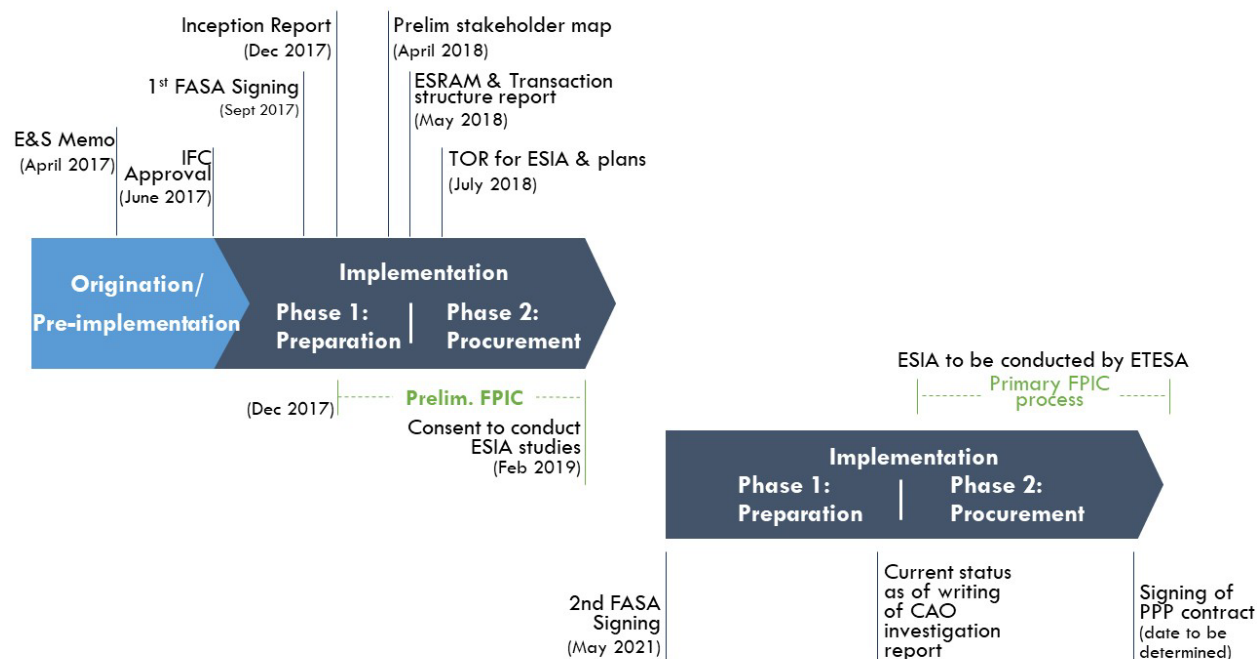 Inception Report
(Dec 2017)
Prelim stakeholder map
(April 2018)
1st FASA Signing
(Sept 2017)
ESRAM & Transaction
structure report
(May 2018)
E&S Memo
(April 2017)
IFC
Approval
(June 2017)
TOR for ESIA & plans
(July 2018)
Origination/
Pre-implementation
Implementation
Phase 1:
Preparation
Phase 2:
Procurement
(Dec 2017)
Prelim. FPIC
Consent to conduct
ESIA studies
(Feb 2019)
ESIA to be conducted by ETESA
Primary FPIC
process
Implementation
Phase 1:
Preparation
Phase 2:
Procurement
2nd FASA
Signing
(May 2021)
Current status
as of writing
of CAO
investigation
report
Signing of
PPP contract
(date to be
determined)